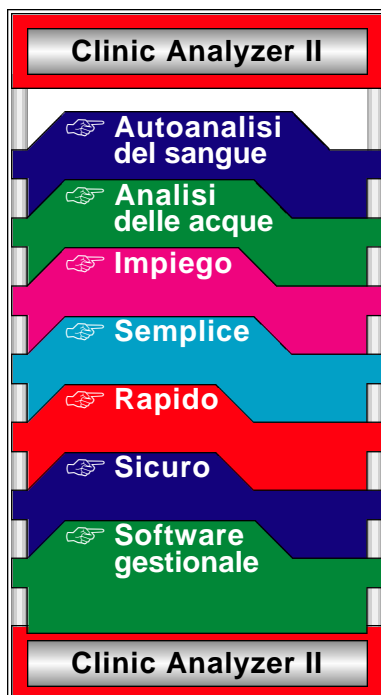 Clinic Analyzer II
☞ Autoanalisi
del sangue
☞ Analisi
delle acque
☞ Impiego
☞ Semplice
☞ Rapido
☞ Sicuro
☞ Software
gestionale
Clinic Analyzer II